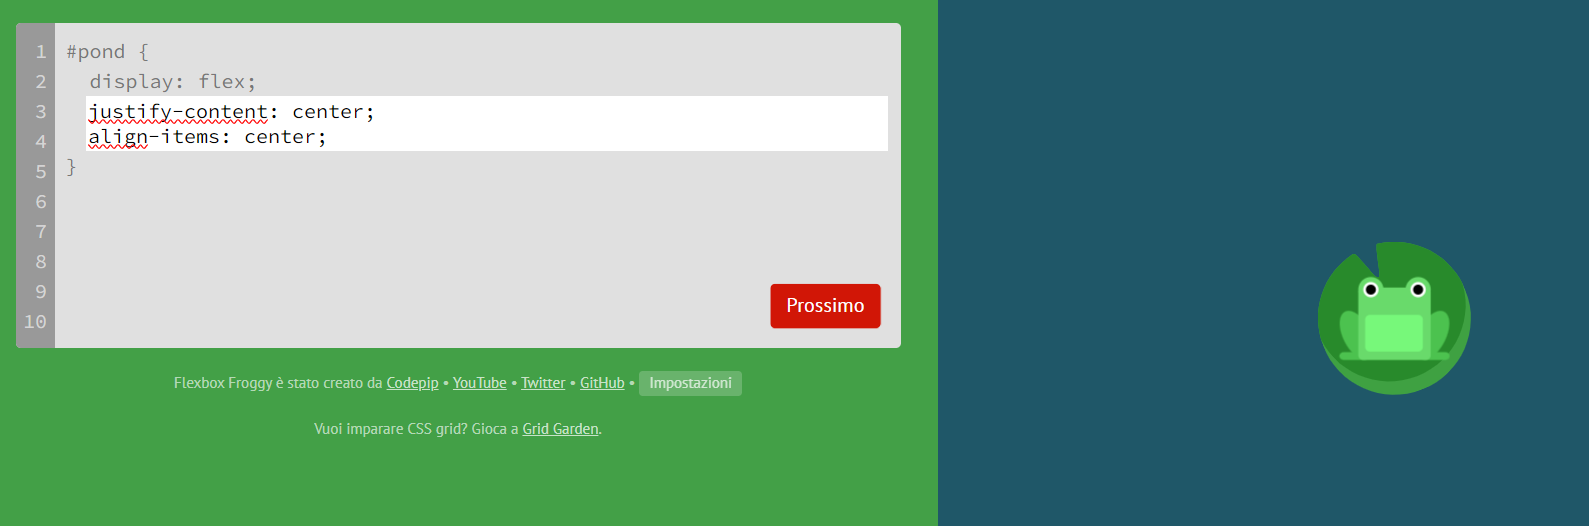 1 #pond {
2 display: flex;
3 justify-content: center;
4 align-items: center;
5 }
6
7
8
9
10
Prossimo
Flexbox Froggy è stato creato da Codepip • YouTube • Twitter • GitHub • Impostazioni
Vuoi imparare CSS grid? Gioca a Grid Garden.